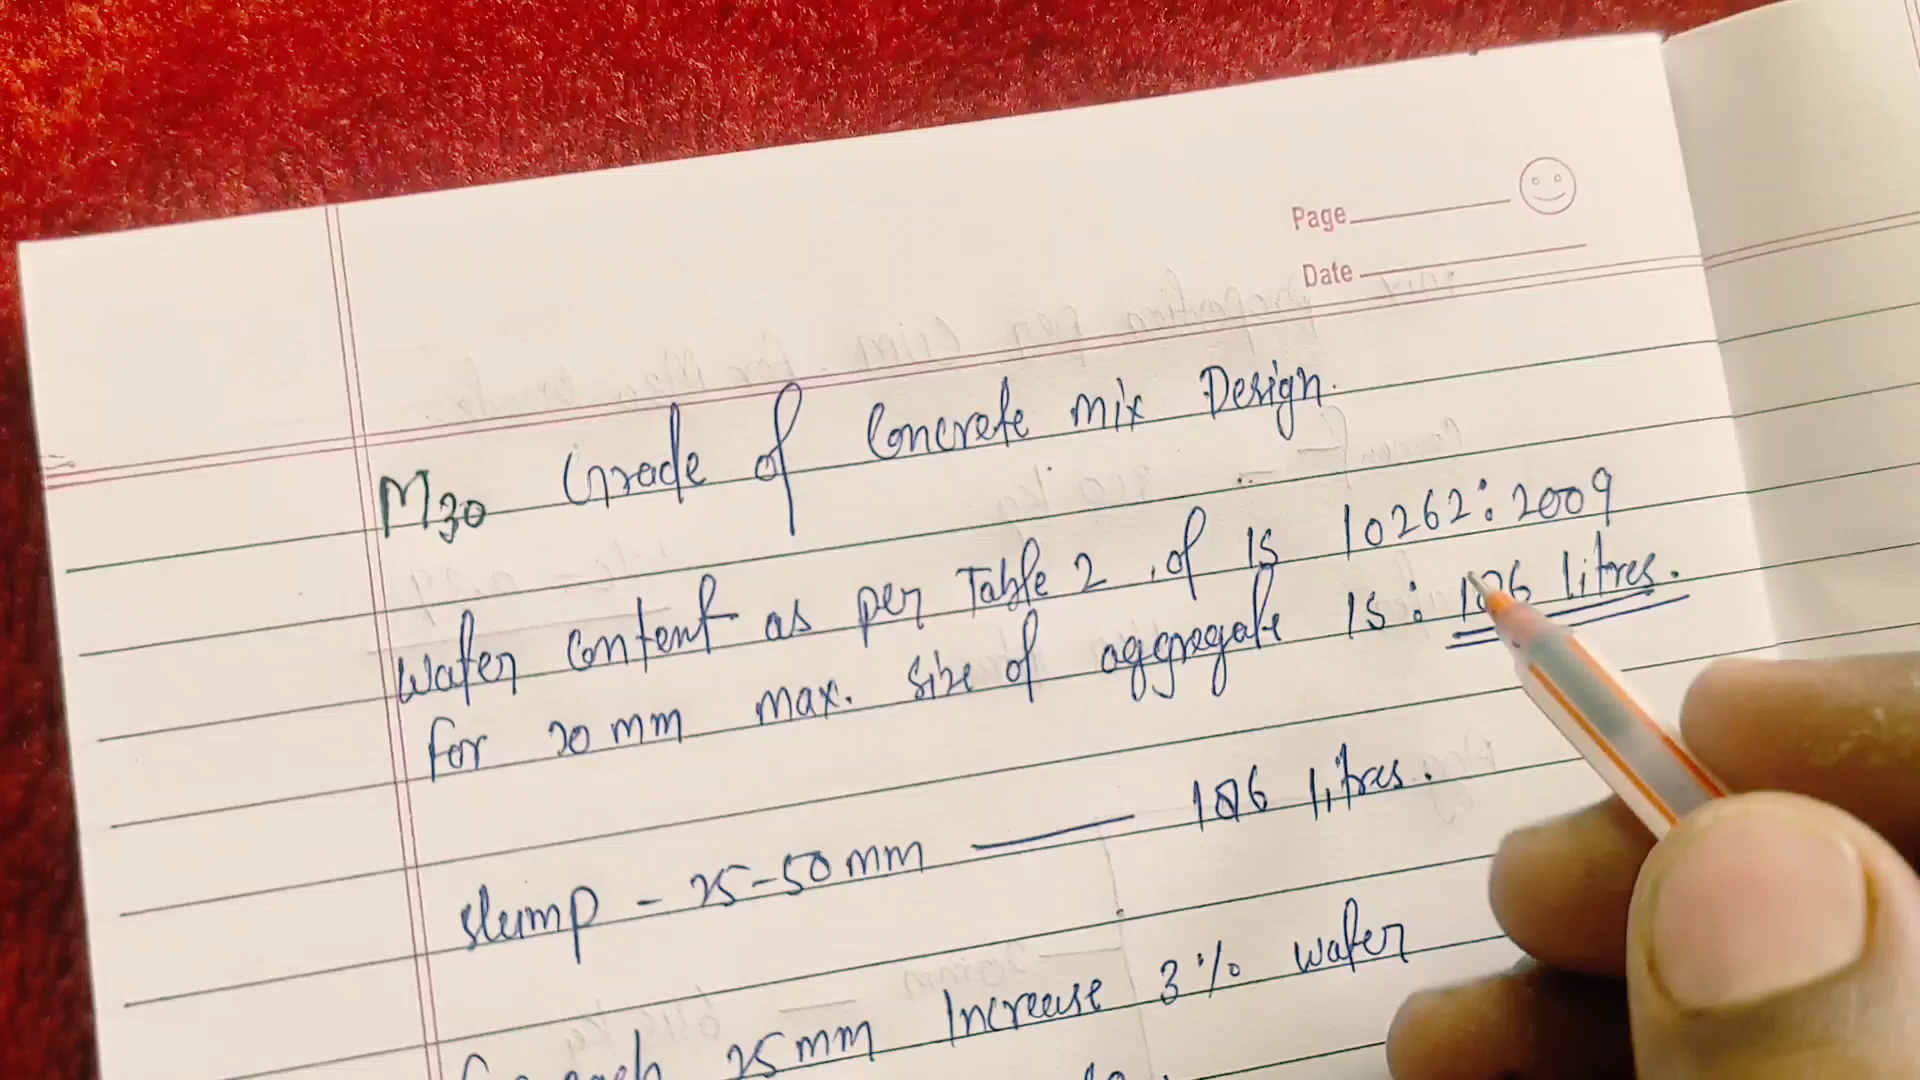 Page
Date
M30 Grade of Concrete mix Design.
Water content as per Table 2, of IS 10262:2009
for 20 mm max. size of aggregate is: 186 litres.
slump - 25-50 mm — 186 litres.
each 25 mm Increase 3% water